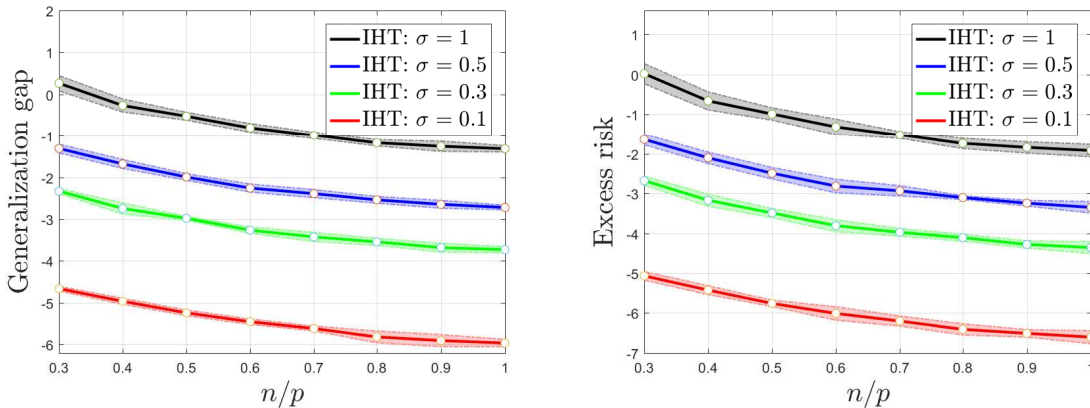 2
1
0
-1
-2
-3
-4
-5
-6
Generalization gap
0.3 0.4 0.5 0.6 0.7 0.8 0.9 1
n/p
IHT: σ = 1
IHT: σ = 0.5
IHT: σ = 0.3
IHT: σ = 0.1
1
0
-1
-2
-3
-4
-5
-6
-7
Excess risk
0.3 0.4 0.5 0.6 0.7 0.8 0.9 1
n/p
IHT: σ = 1
IHT: σ = 0.5
IHT: σ = 0.3
IHT: σ = 0.1